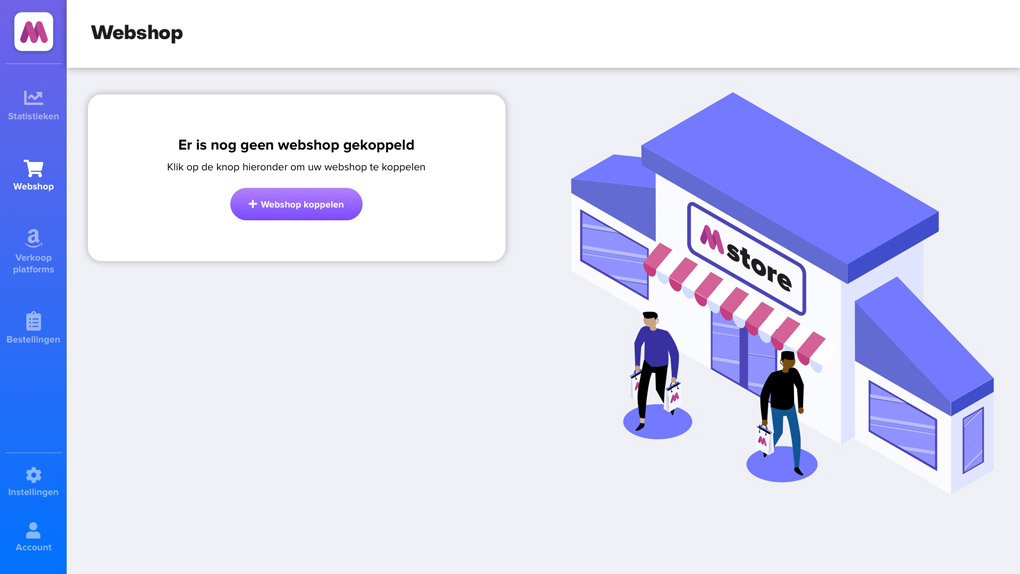 Webshop
Statistieken
Webshop
Verkoop
platforms
Bestellingen
Instellingen
Account
Er is nog geen webshop gekoppeld
Klik op de knop hieronder om uw webshop te koppelen
+ Webshop koppelen
M store